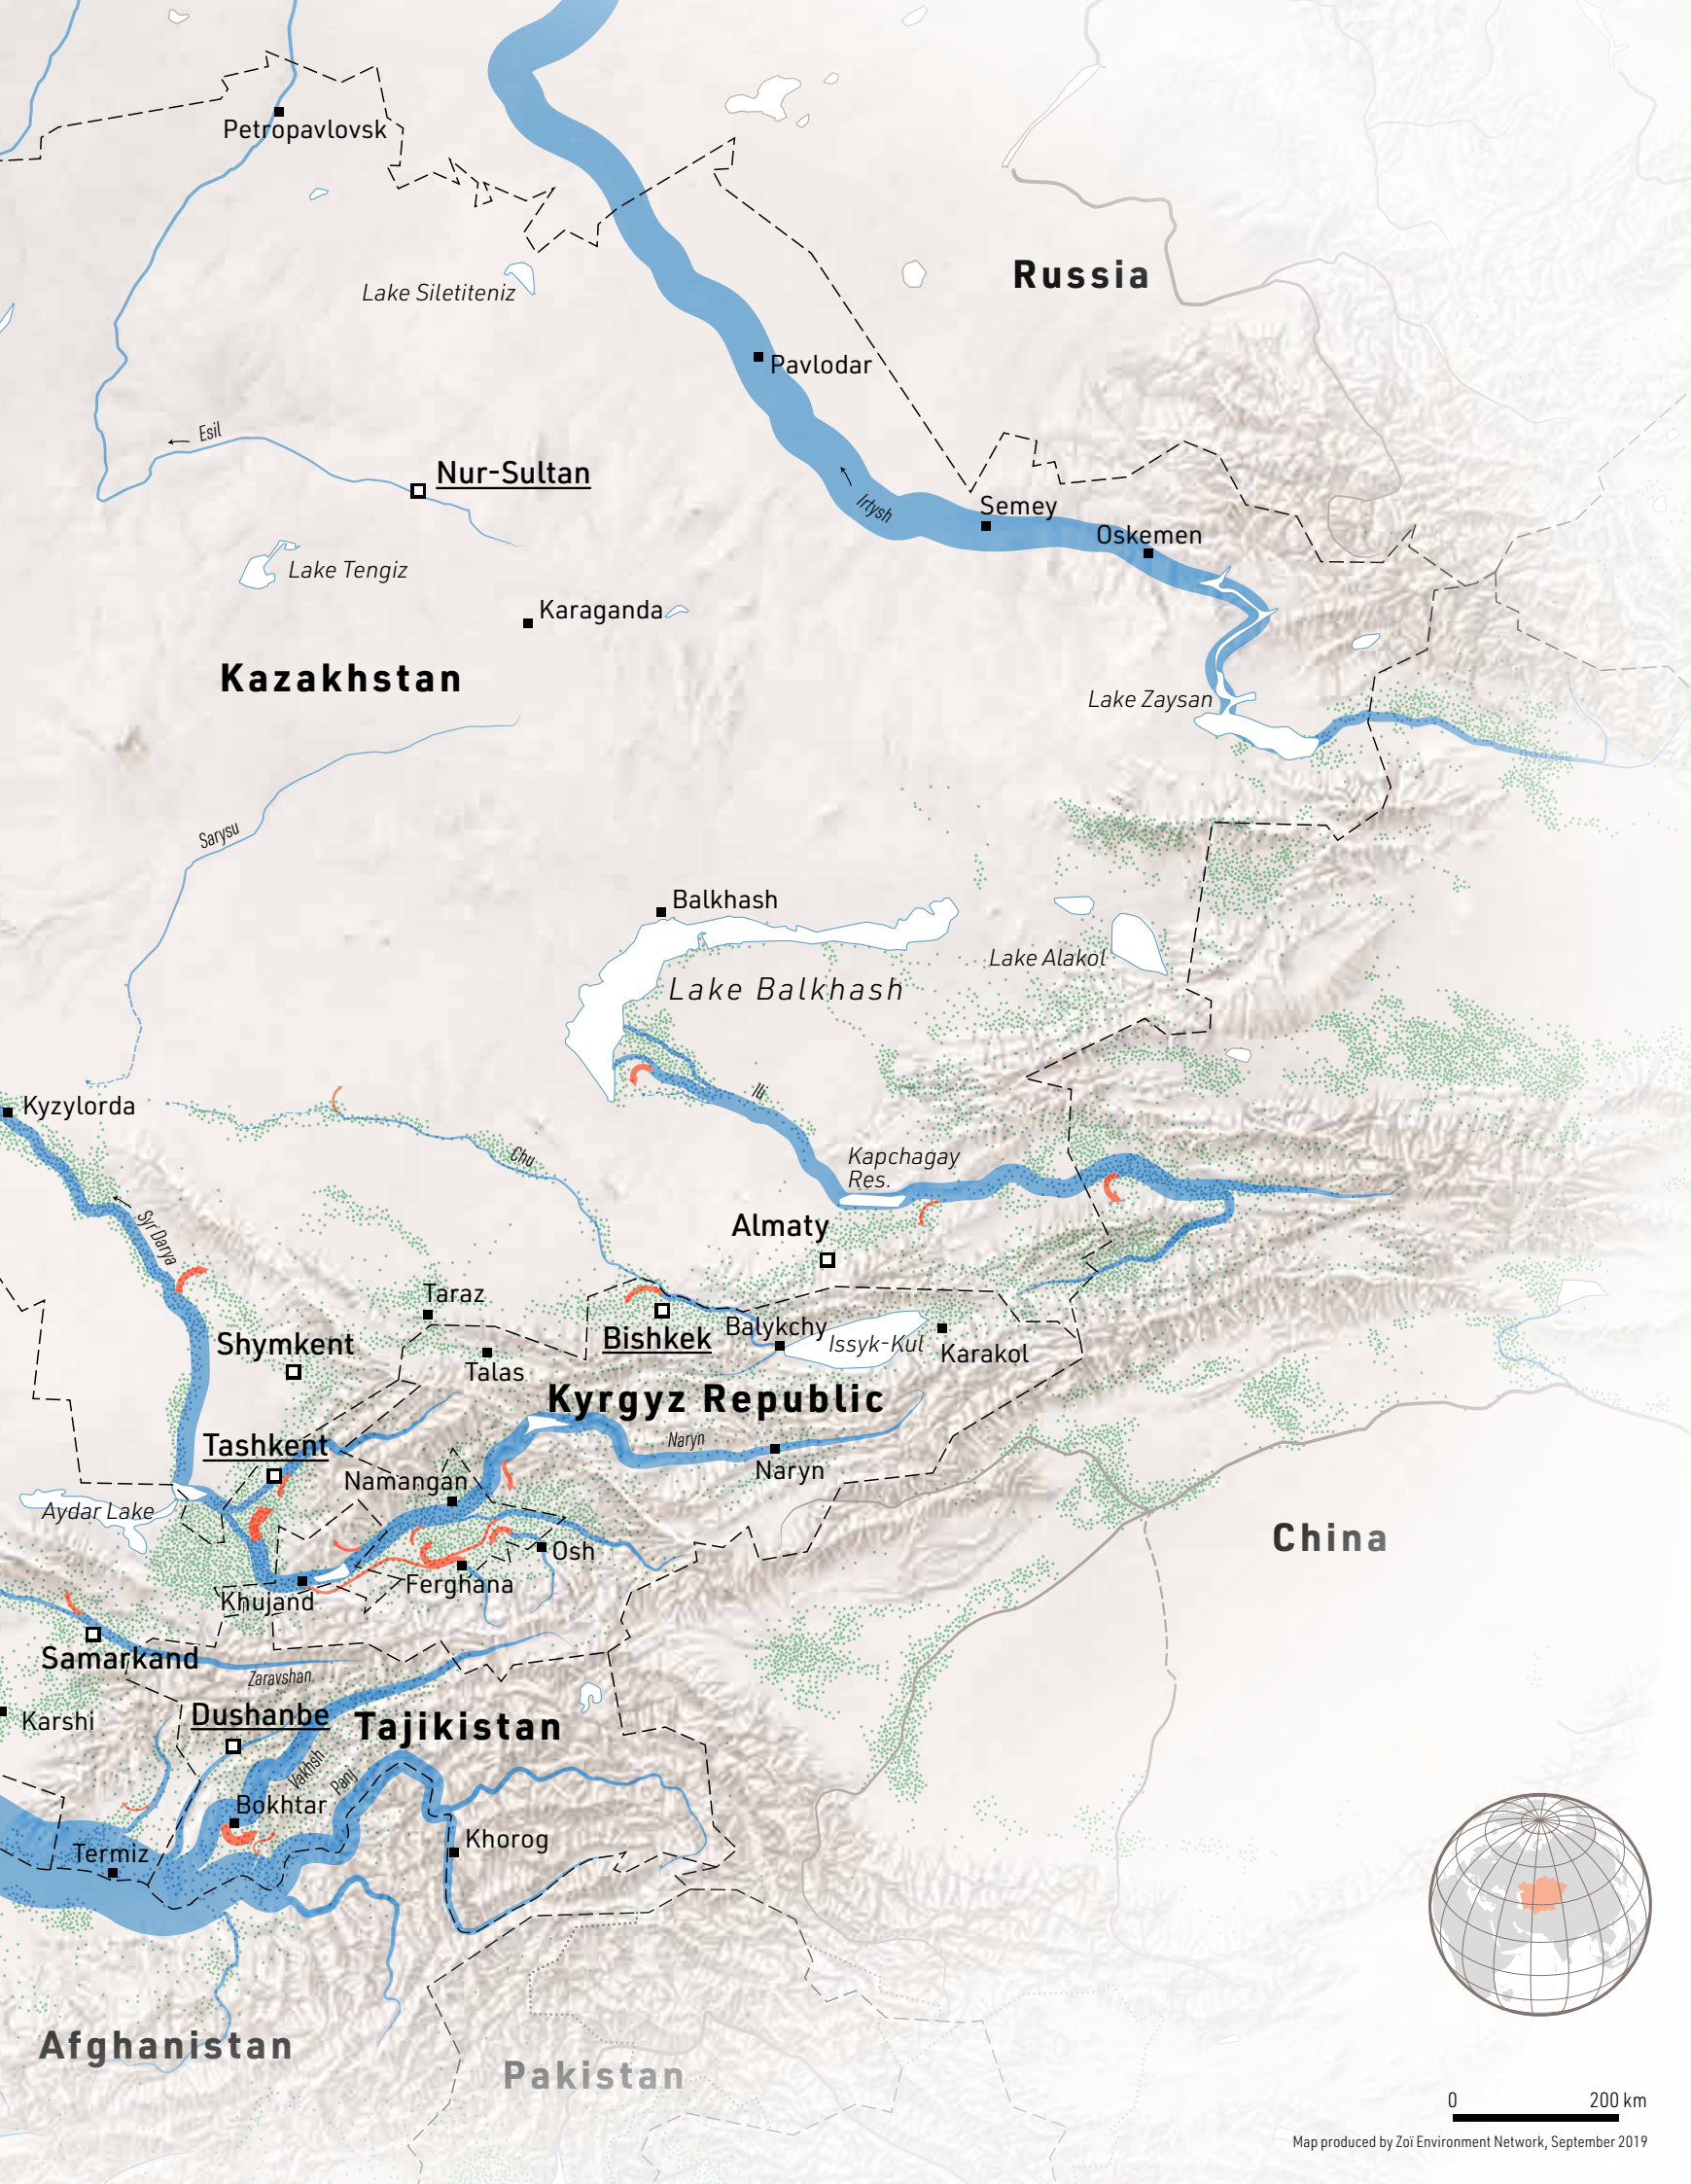 Petropavlovsk
Russia
Lake Siletiteniz
Pavlodar
Esil
Nur-Sultan
Irtysh
Semey
Oskemen
Lake Tengiz
Karaganda
Kazakhstan
Lake Zaysan
Sarysu
Balkhash
Lake Alakol
Lake Balkhash
Ili
Kyzylorda
Chu
Kapchagay
Res.
Syr Darya
Almaty
Taraz
Shymkent
Bishkek
Balykchy
Issyk-Kul
Karakol
Talas
Kyrgyz Republic
Tashkent
Naryn
Naryn
Namangan
Aydar Lake
China
Osh
Ferghana
Khujand
Samarkand
Zaravshan
Karshi
Dushanbe
Tajikistan
Vakhsh
Panj
Bokhtar
Khorog
Termiz
Afghanistan
Pakistan
0 200 km
Map produced by Zoï Environment Network, September 2019